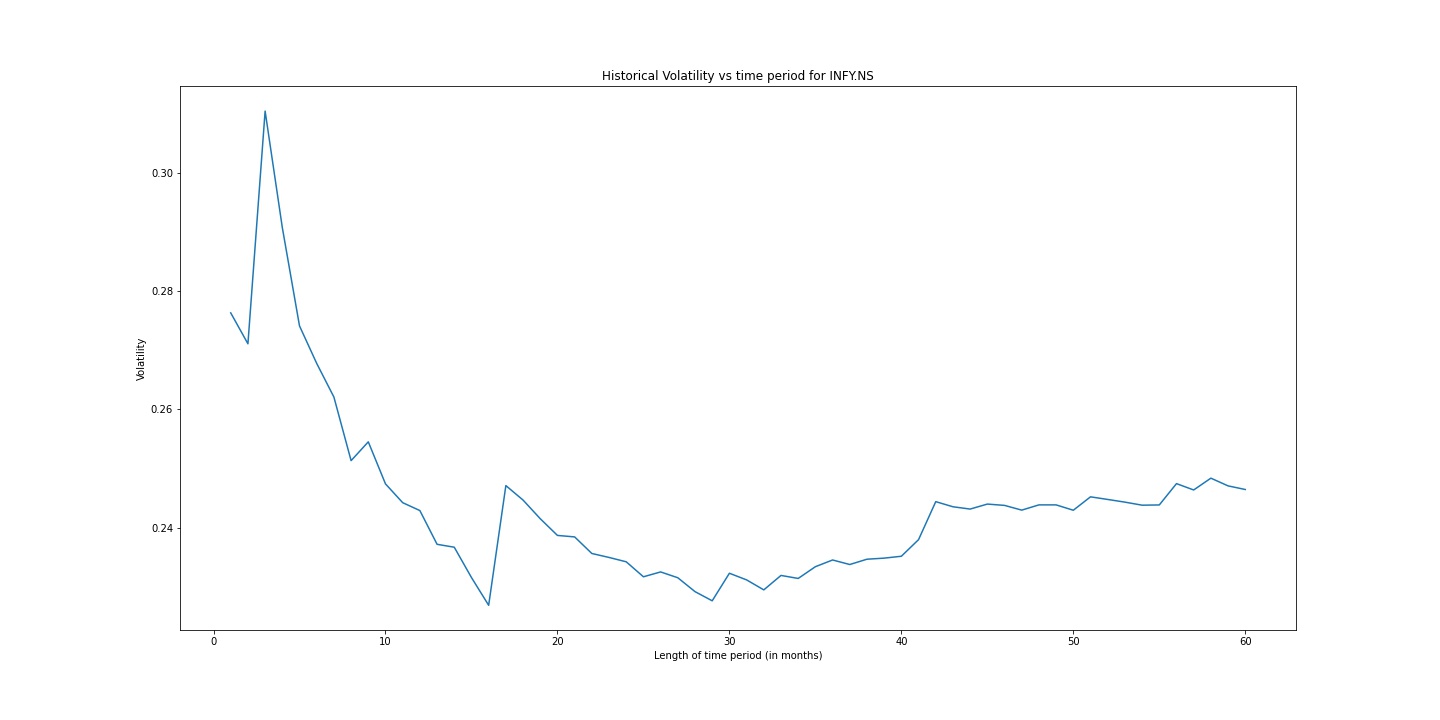 Historical Volatility vs time period for INFY.NS
0.30
0.28
0.26
0.24
Volatility
0 10 20 30 40 50 60
Length of time period (in months)